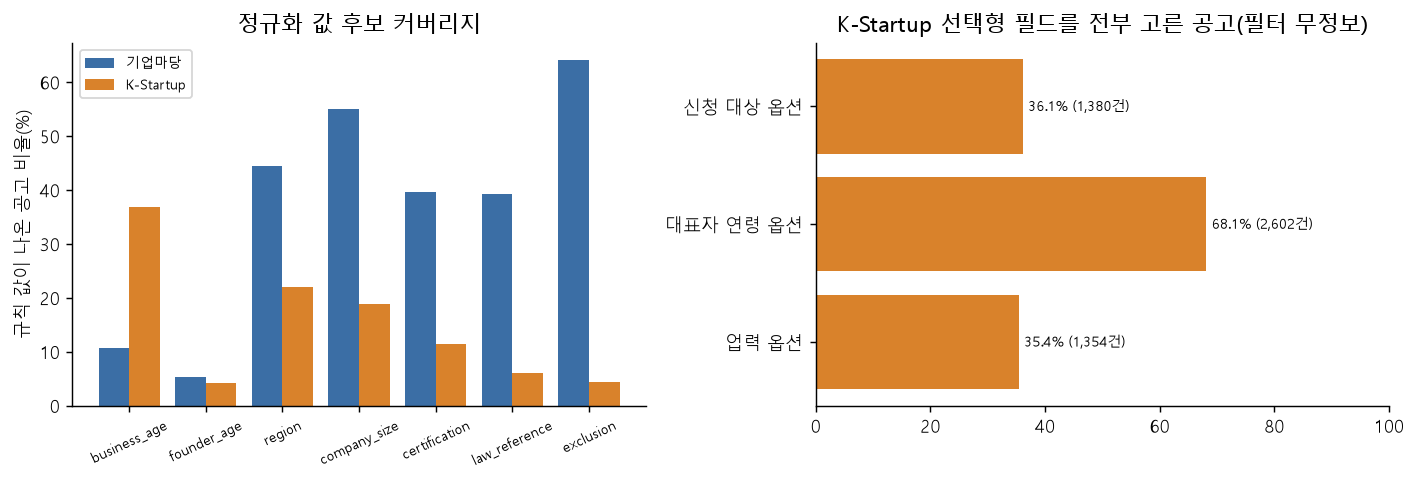 정규화 값 후보 커버리지
규칙 값이 나온 공고 비율(%)
기업마당
K-Startup
60
50
40
30
20
10
0
business_age
founder_age
region
company_size
certification
law_reference
exclusion
K-Startup 선택형 필드를 전부 고른 공고(필터 무정보)
신청 대상 옵션
36.1% (1,380건)
대표자 연령 옵션
68.1% (2,602건)
업력 옵션
35.4% (1,354건)
0 20 40 60 80 100